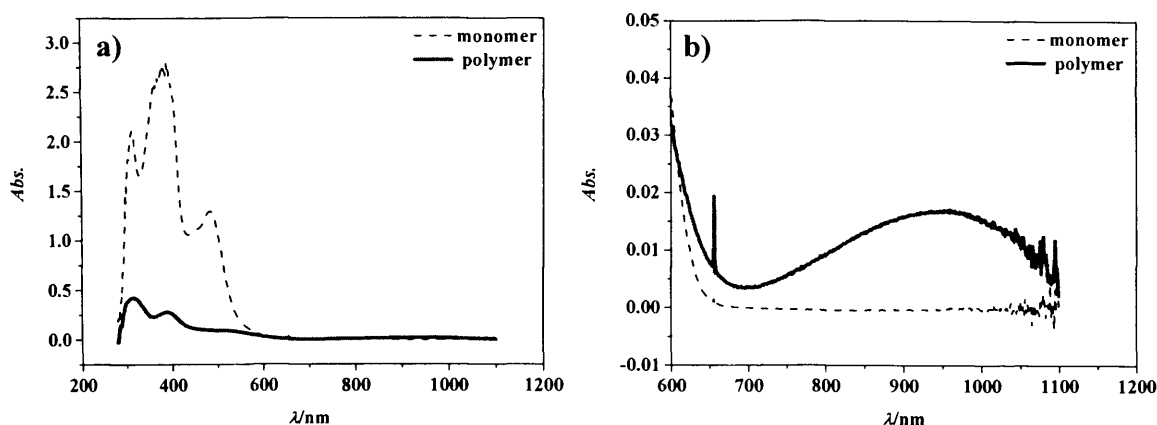 a)
monomer
polymer
3.0
2.5
2.0
1.5
1.0
0.5
0.0
Abs.
200 400 600 800 1000 1200
λ/nm
b)
monomer
polymer
0.05
0.04
0.03
0.02
0.01
0.00
-0.01
Abs.
600 700 800 900 1000 1100 1200
λ/nm